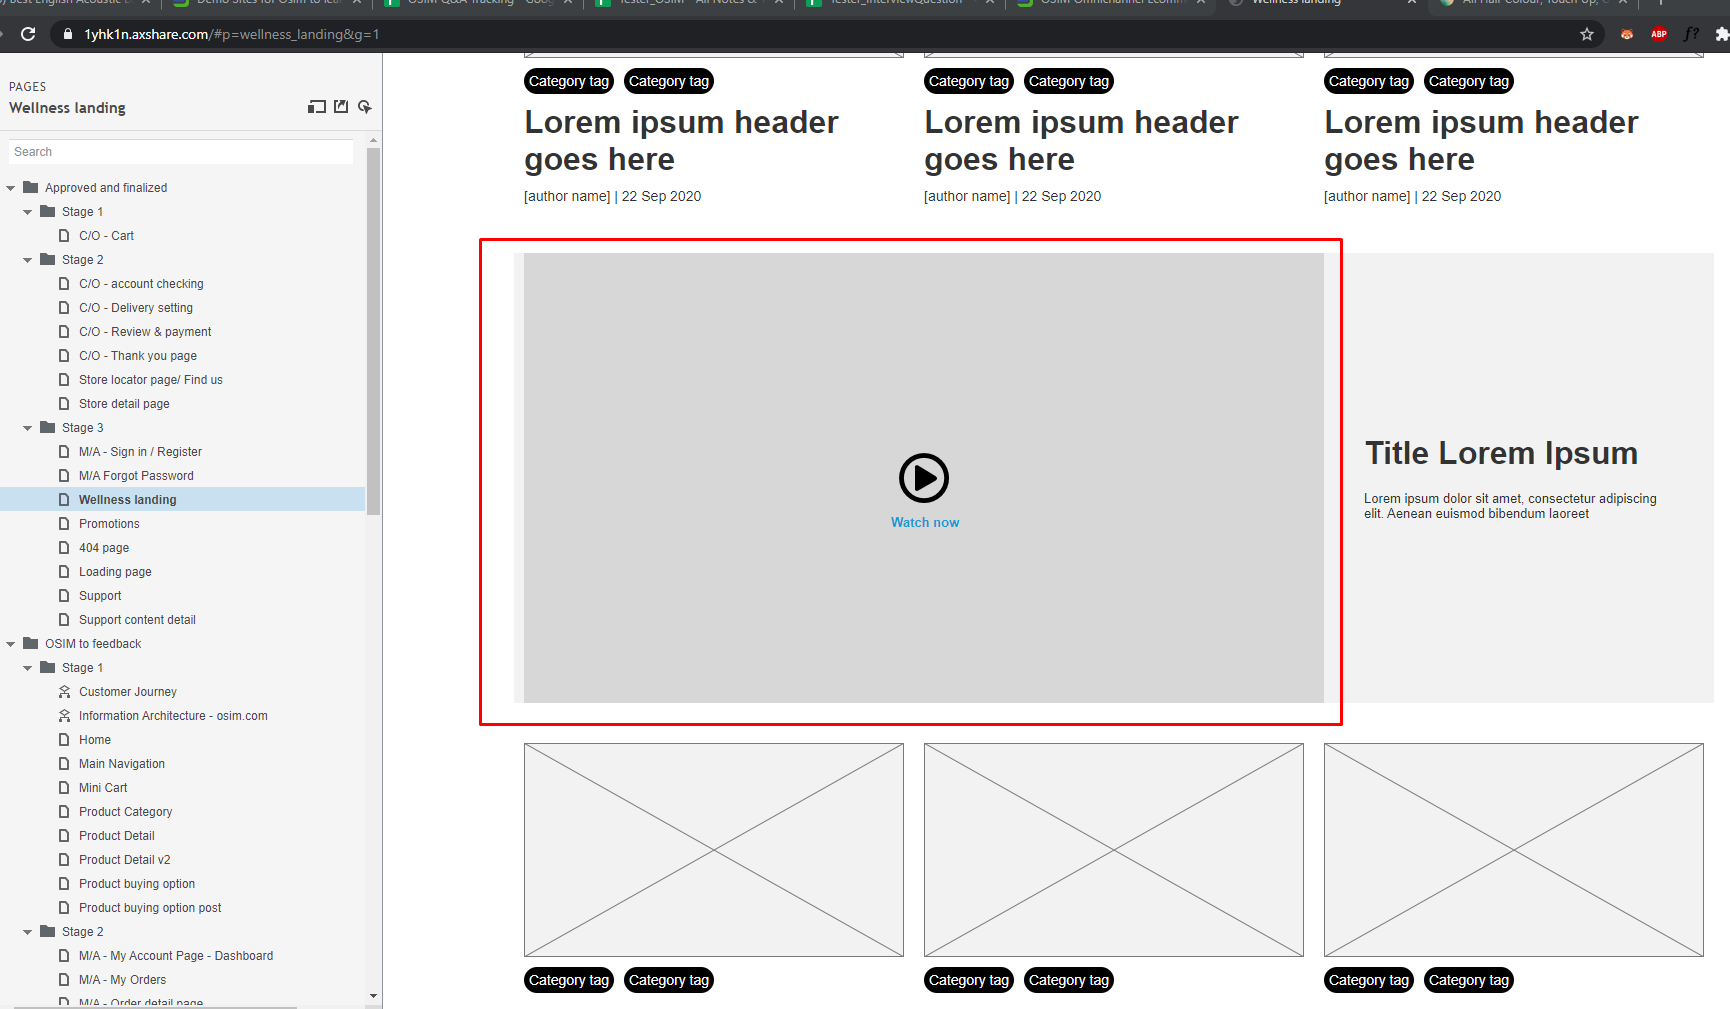 1yhk1n.axshare.com/#p=wellness_landing&g=1
ABP
f?
PAGES
Wellness landing
Search
Approved and finalized
Stage 1
C/O - Cart
Stage 2
C/O - account checking
C/O - Delivery setting
C/O - Review & payment
C/O - Thank you page
Store locator page/ Find us
Store detail page
Stage 3
M/A - Sign in / Register
M/A Forgot Password
Wellness landing
Promotions
404 page
Loading page
Support
Support content detail
OSIM to feedback
Stage 1
Customer Journey
Information Architecture - osim.com
Home
Main Navigation
Mini Cart
Product Category
Product Detail
Product Detail v2
Product buying option
Product buying option post
Stage 2
M/A - My Account Page - Dashboard
M/A - My Orders
M/A - Order detail page
Category tag Category tag
Lorem ipsum header
goes here
[author name] | 22 Sep 2020
Category tag Category tag
Lorem ipsum header
goes here
[author name] | 22 Sep 2020
Category tag Category tag
Lorem ipsum header
goes here
[author name] | 22 Sep 2020
Watch now
Title Lorem Ipsum
Lorem ipsum dolor sit amet, consectetur adipiscing
elit. Aenean euismod bibendum laoreet
Category tag Category tag
Category tag Category tag
Category tag Category tag